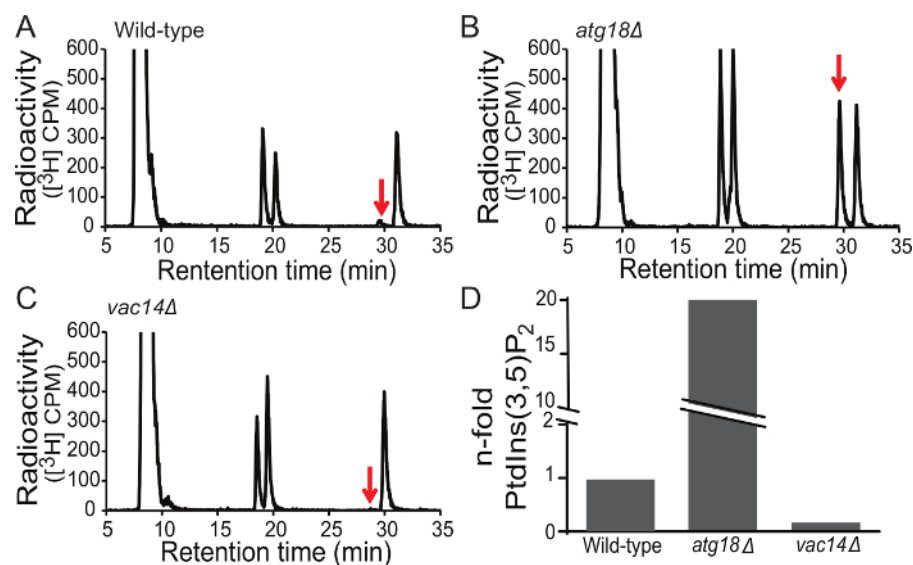 A
Wild-type
600
500
400
300
200
100
0
Radioactivity
([³H] CPM)
5 10 15 20 25 30 35
Rentention time (min)
B
atg18Δ
600
500
400
300
200
100
0
Radioactivity
([³H] CPM)
5 10 15 20 25 30 35
Retention time (min)
C
vac14Δ
600
500
400
300
200
100
0
Radioactivity
([³H] CPM)
5 10 15 20 25 30 35
Retention time (min)
D
20
15
10
2
1
0
n-fold
PtdIns(3,5)P₂
Wild-type atg18Δ vac14Δ